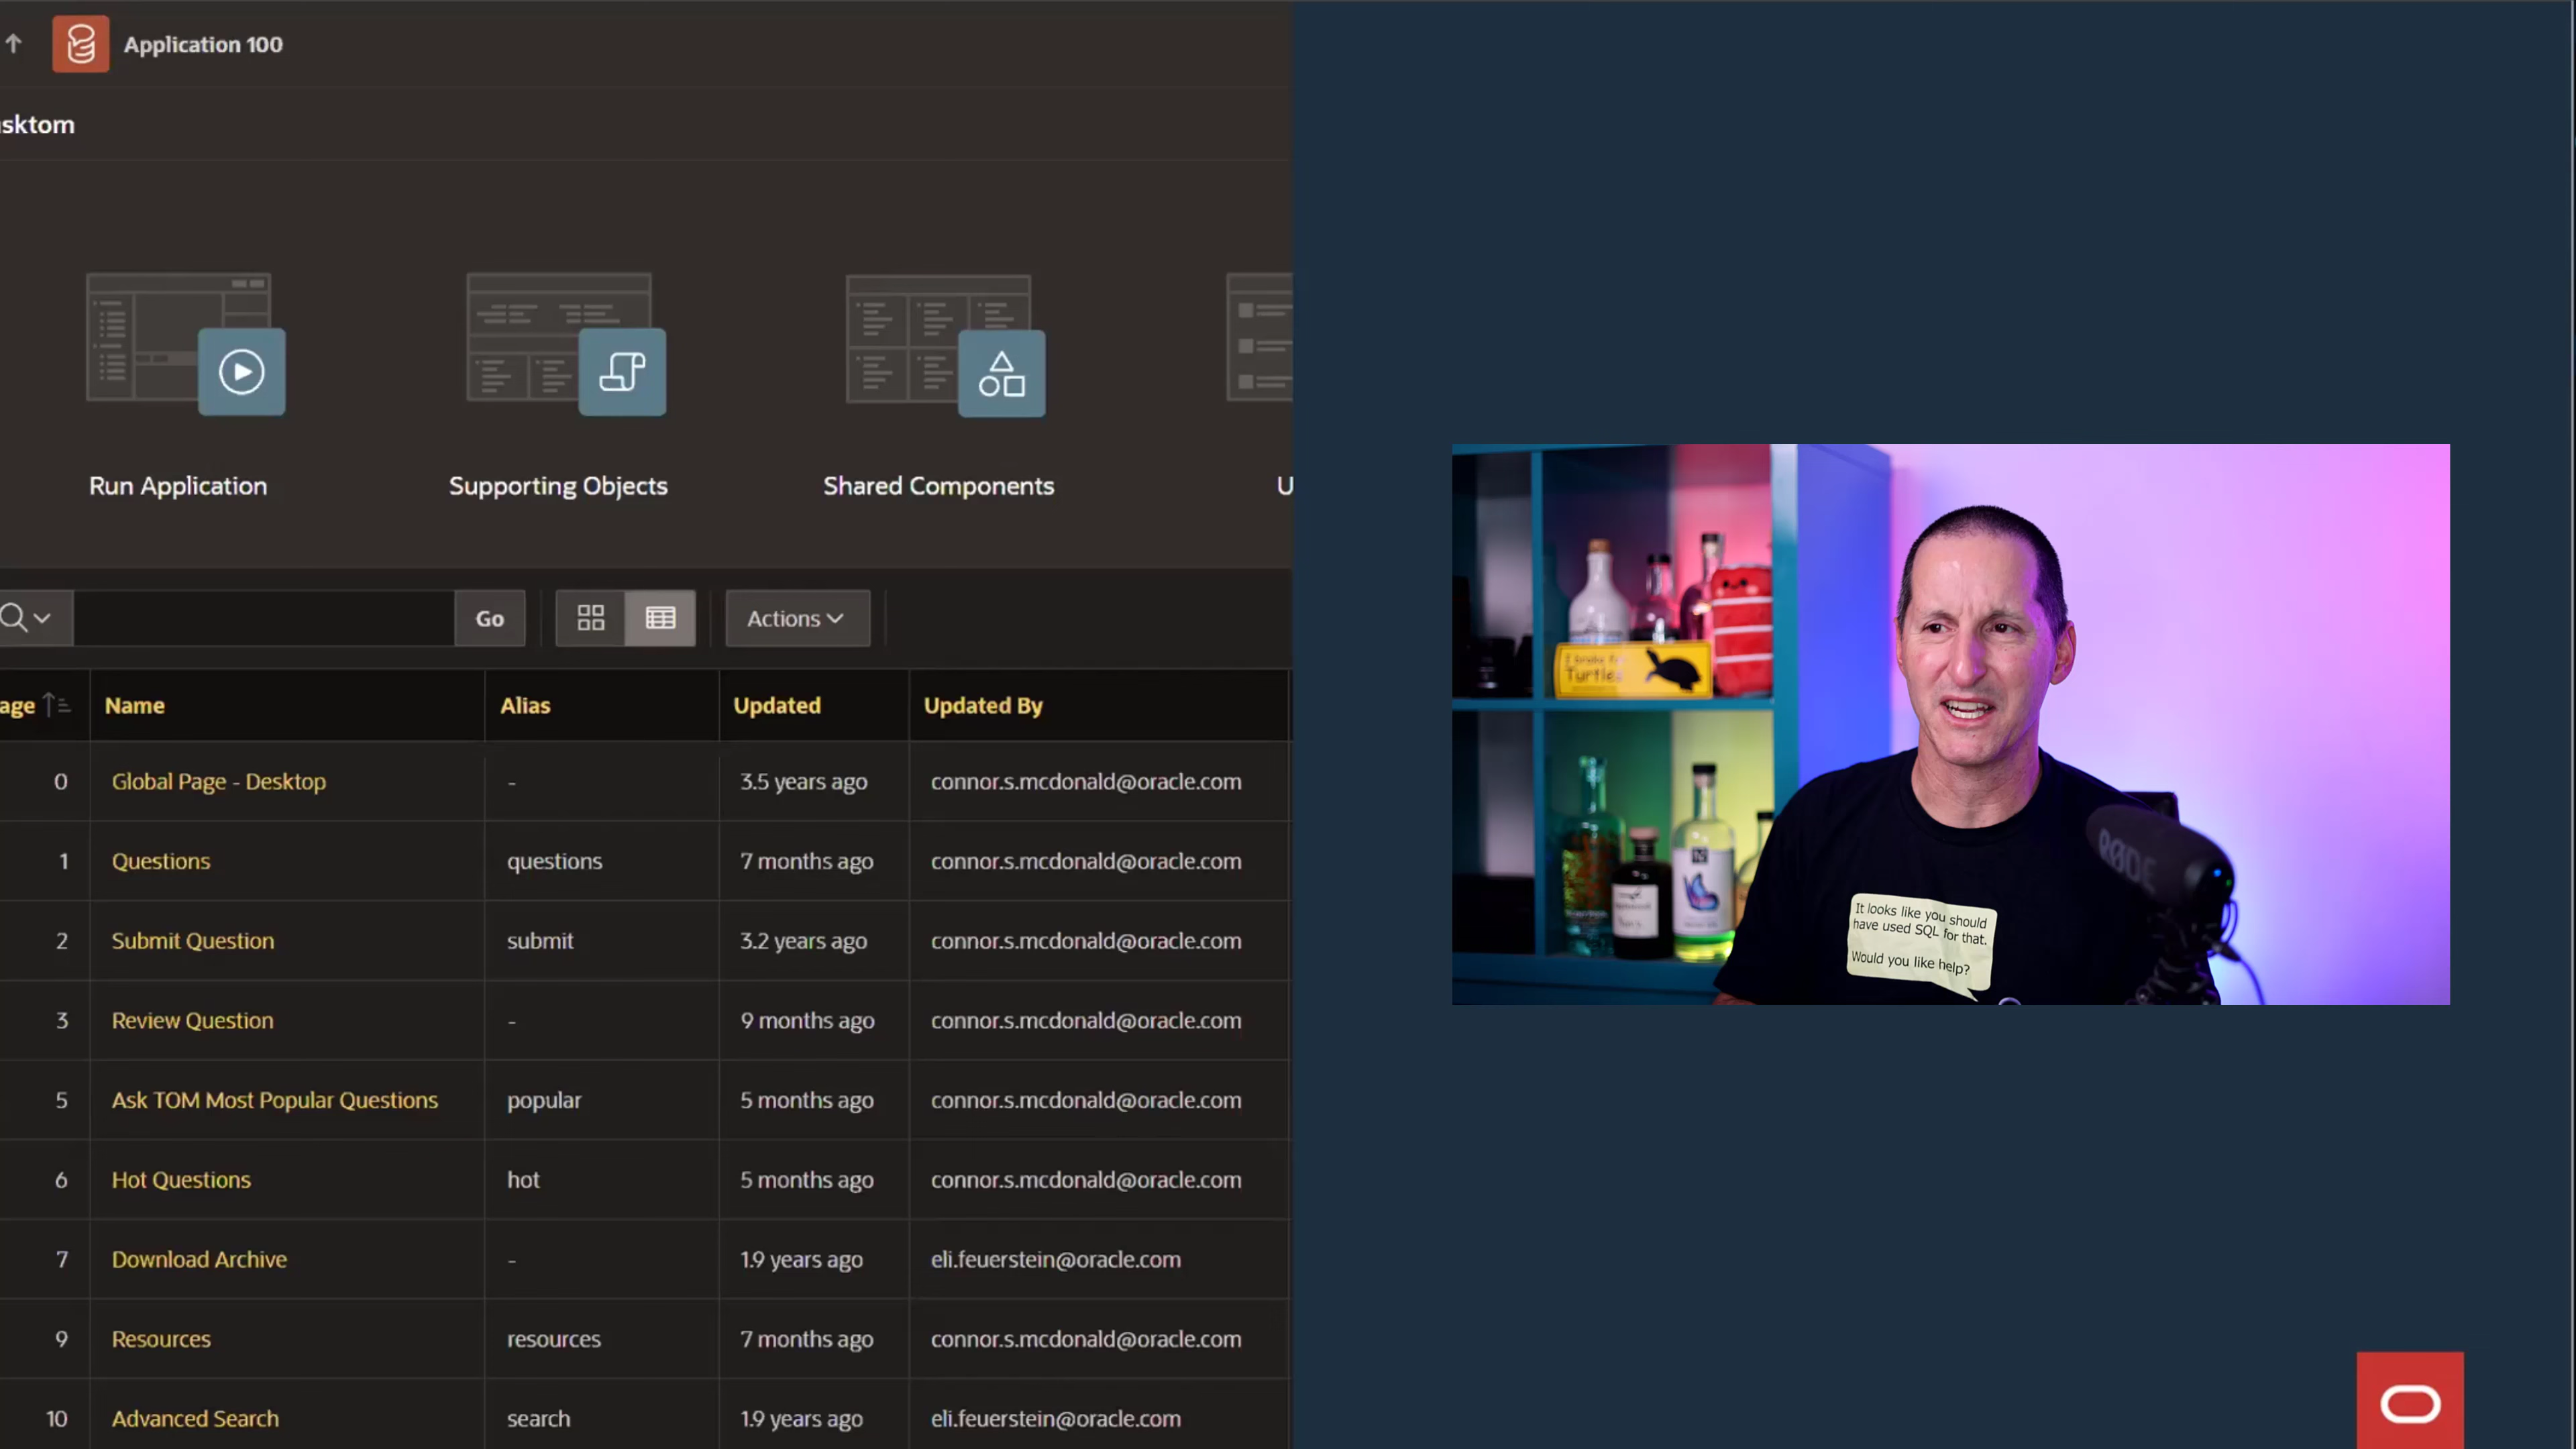 Application 100
sktom
Run Application
Supporting Objects
Shared Components
U
Go
Actions
age Name Alias Updated Updated By
0 Global Page - Desktop - 3.5 years ago connor.s.mcdonald@oracle.com
1 Questions questions 7 months ago connor.s.mcdonald@oracle.com
2 Submit Question submit 3.2 years ago connor.s.mcdonald@oracle.com
3 Review Question - 9 months ago connor.s.mcdonald@oracle.com
5 Ask TOM Most Popular Questions popular 5 months ago connor.s.mcdonald@oracle.com
6 Hot Questions hot 5 months ago connor.s.mcdonald@oracle.com
7 Download Archive - 1.9 years ago eli.feuerstein@oracle.com
9 Resources resources 7 months ago connor.s.mcdonald@oracle.com
10 Advanced Search search 1.9 years ago eli.feuerstein@oracle.com
I brake for
Turtles
RØDE
It looks like you should
have used SQL for that.
Would you like help?